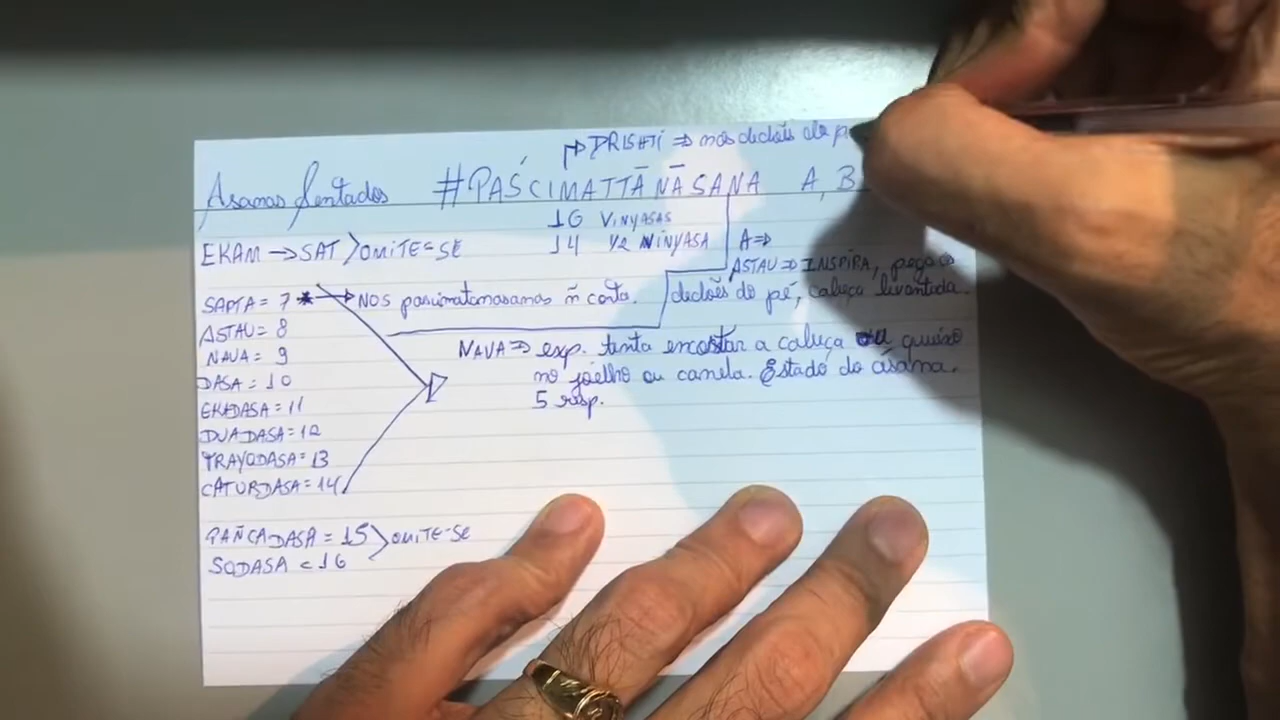 DRISHTI ⇒ nos dedões do p
Asanas Sentados #PAŚCIMATTĀNĀSANA A, B
16 VINYASAS
14 1/2 VINYASA
EKAM → SAT > OMITE-SE
A ⇒
ASTAU ⇒ INSPIRA, pega os
dedões do pé, cabeça levantada.
SAPTA = 7 * → NOS pascimatanasanas ñ conta.
ASTAU = 8
NAVA = 9
NAVA ⇒ exp. tenta encostar a cabeça ou queixo
no joelho ou canela. Estado do ásana.
5 resp.
DASA = 10
EKADASA = 11
DUADASA = 12
TRAYODASA = 13
CATURDASA = 14
PAÑCADASA = 15 > OMITE-SE
SODASA = 16